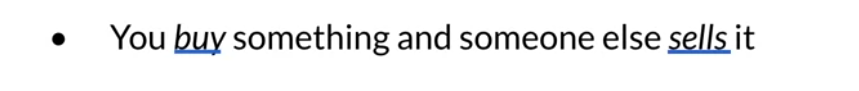 • You buy something and someone else sells it